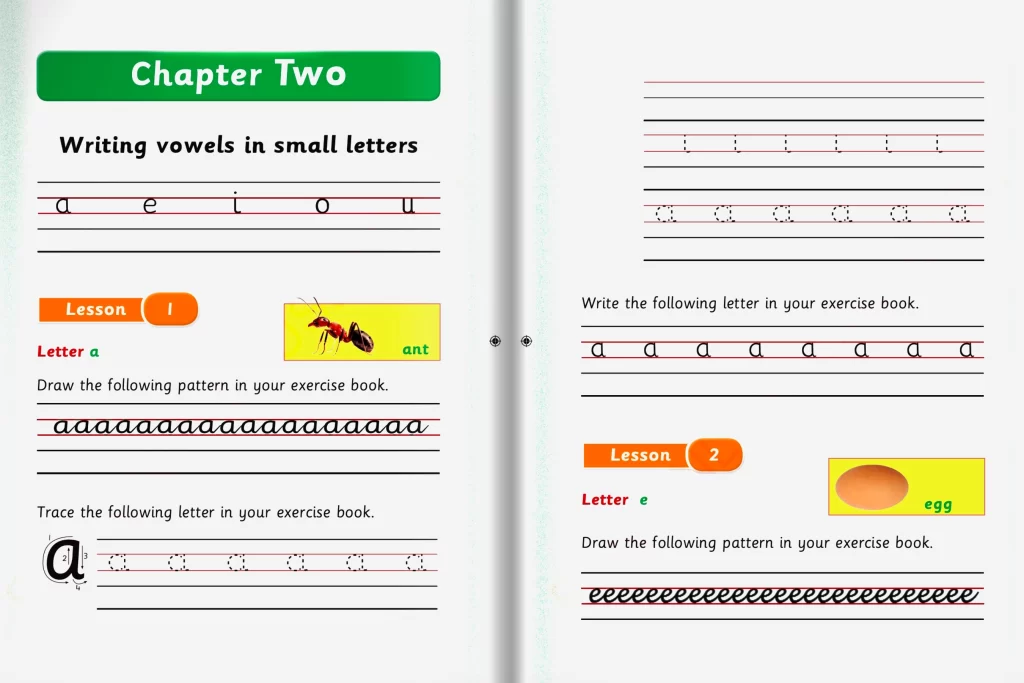 Chapter Two
Writing vowels in small letters
a e i o u
Lesson 1
Letter a
ant
Draw the following pattern in your exercise book.
aaaaaaaaaaaaaaaaaa
Trace the following letter in your exercise book.
1 2 3 4
a a a a a a a
a a a a a a
Write the following letter in your exercise book.
a a a a a a a a
Lesson 2
Letter e
egg
Draw the following pattern in your exercise book.
eeeeeeeeeeeeeeeeeeeeeeeeeee